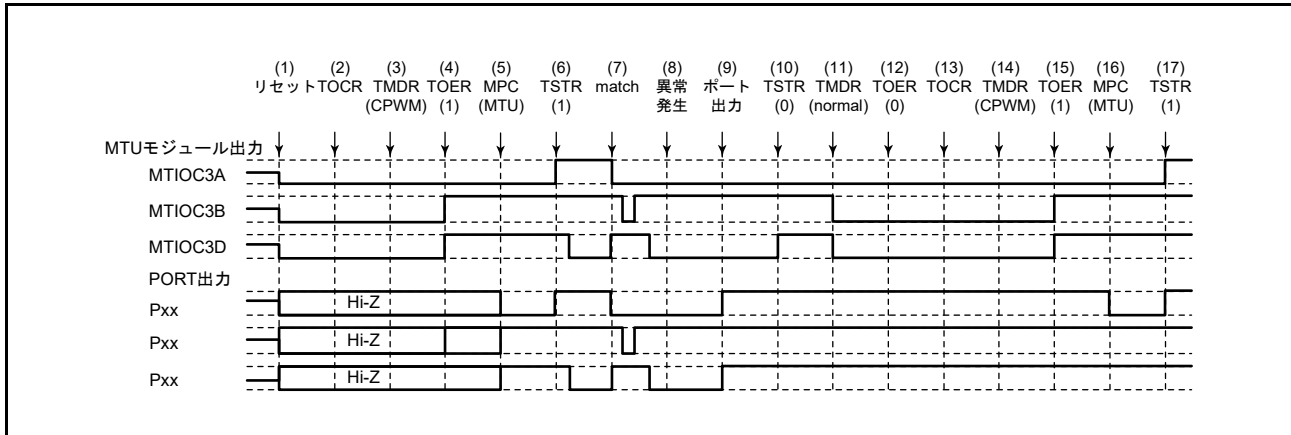 (1) (2) (3) (4) (5) (6) (7) (8) (9) (10) (11) (12) (13) (14) (15) (16) (17)
リセット TOCR TMDR TOER MPC TSTR match 異常 ポート TSTR TMDR TOER TOCR TMDR TOER MPC TSTR
(CPWM) (1) (MTU) (1) 発生 出力 (0) (normal) (0) (CPWM) (1) (MTU) (1)
MTUモジュール出力
MTIOC3A
MTIOC3B
MTIOC3D
PORT出力
Pxx Hi-Z
Pxx Hi-Z
Pxx Hi-Z